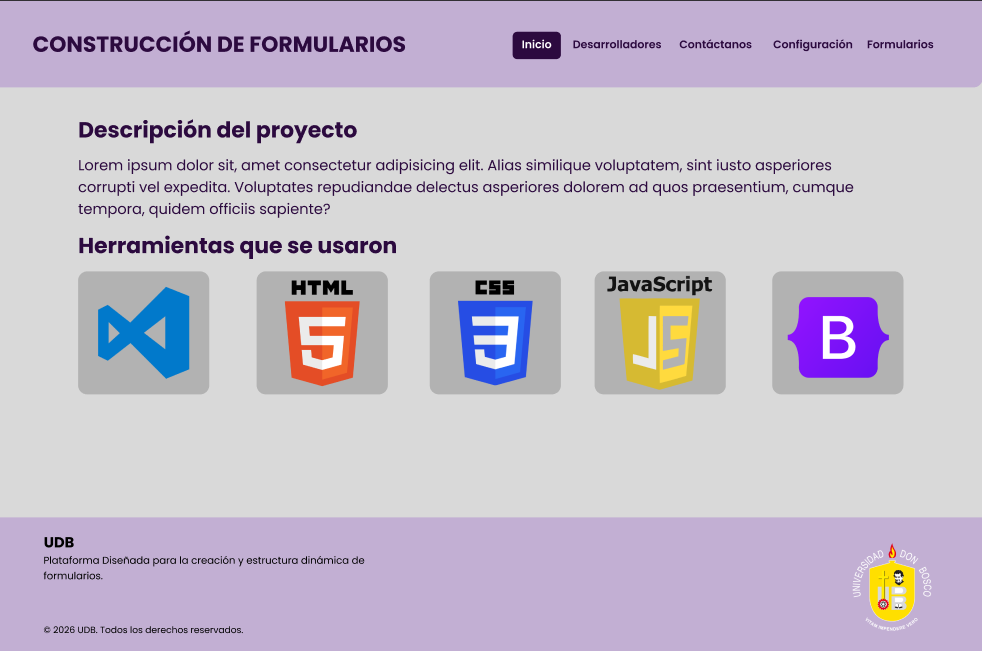 CONSTRUCCIÓN DE FORMULARIOS
Inicio
Desarrolladores
Contáctanos
Configuración
Formularios
Descripción del proyecto
Lorem ipsum dolor sit, amet consectetur adipisicing elit. Alias similique voluptatem, sint iusto asperiores
corrupti vel expedita. Voluptates repudiandae delectus asperiores dolorem ad quos praesentium, cumque
tempora, quidem officiis sapiente?
Herramientas que se usaron
HTML
5
CSS
3
JavaScript
JS
B
UDB
Plataforma Diseñada para la creación y estructura dinámica de
formularios.
UNIVERSIDAD DON BOSCO
© 2026 UDB. Todos los derechos reservados.